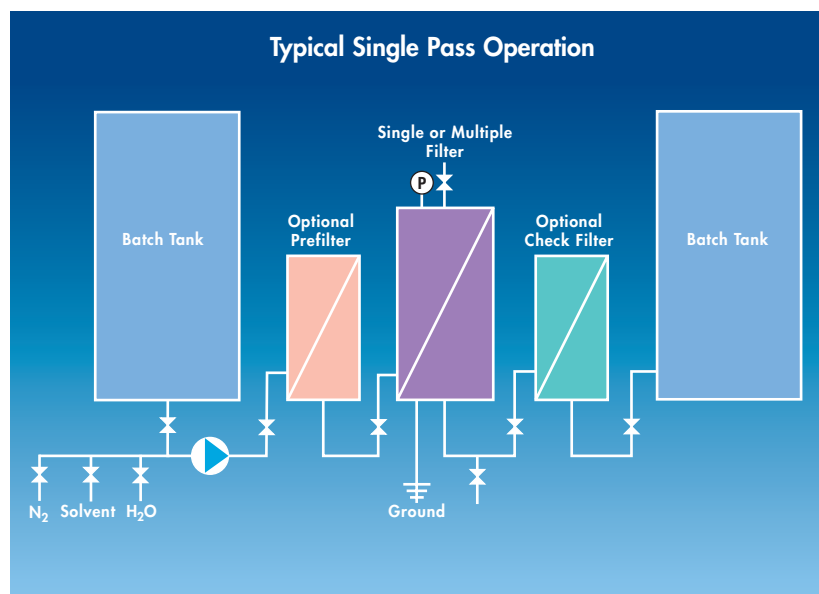 Typical Single Pass Operation
Single or Multiple
Filter
P
Optional
Prefilter
Optional
Check Filter
Batch Tank
Batch Tank
N₂ Solvent H₂O
Ground